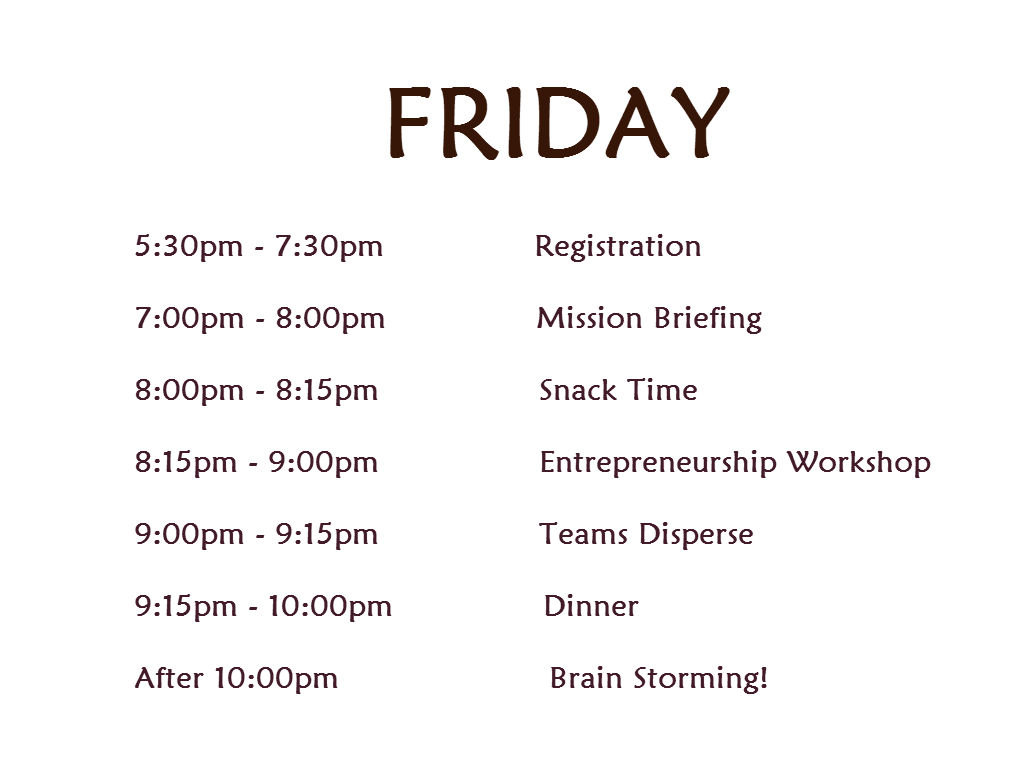 FRIDAY
5:30pm - 7:30pm Registration
7:00pm - 8:00pm Mission Briefing
8:00pm - 8:15pm Snack Time
8:15pm - 9:00pm Entrepreneurship Workshop
9:00pm - 9:15pm Teams Disperse
9:15pm - 10:00pm Dinner
After 10:00pm Brain Storming!